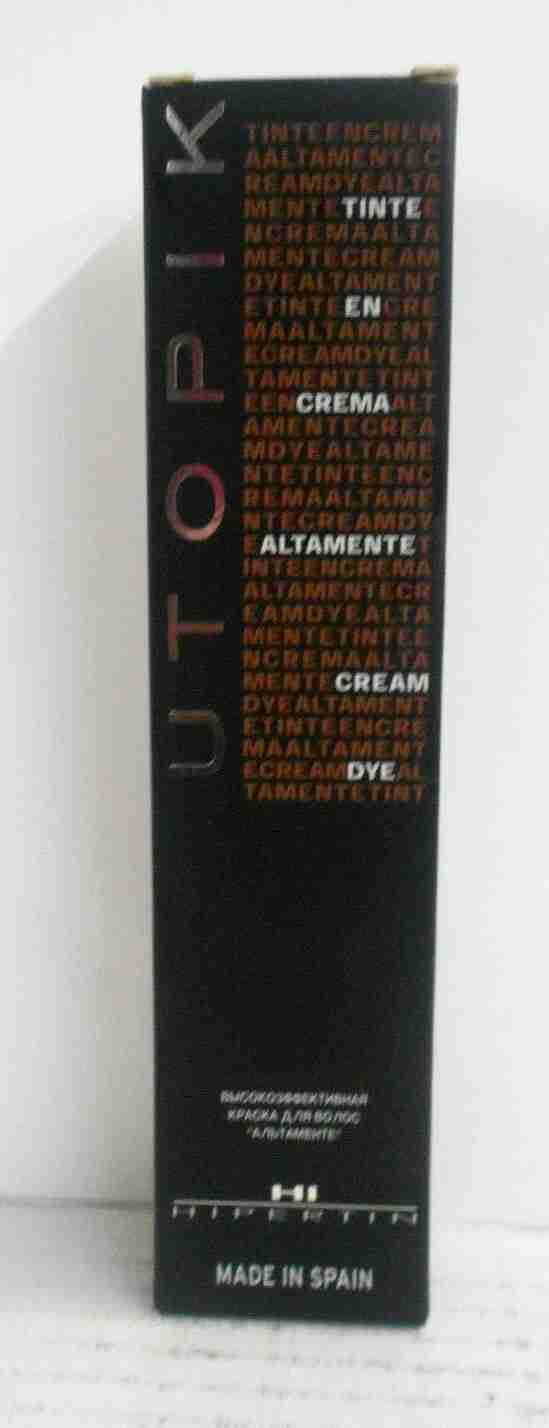 UTOPIK
TINTEENCREM
AALTAMENTEC
REAMDYEALTA
MENTETINTEE
NCREMAALTA
MENTECREAM
DYEALTAMENT
ETINTEENCRE
MAALTAMENT
ECREAMDYEAL
TAMENTETINT
EENCREMAALT
AMENTECREA
MDYEALTAME
NTETINTEENC
REMAALTAME
NTECREAMDY
EALTAMENTET
INTEENCREMA
ALTAMENTECR
EAMDYEALTA
MENTETINTEE
NCREMAALTA
MENTECREAM
DYEALTAMENT
ETINTEENCRE
MAALTAMENT
ECREAMDYEAL
TAMENTETINT
ВЫСОКОЭФФЕКТИВНАЯ
КРАСКА ДЛЯ ВОЛОС
"АЛЬТАМЕНТЕ"
HI
HIPERTIN
MADE IN SPAIN